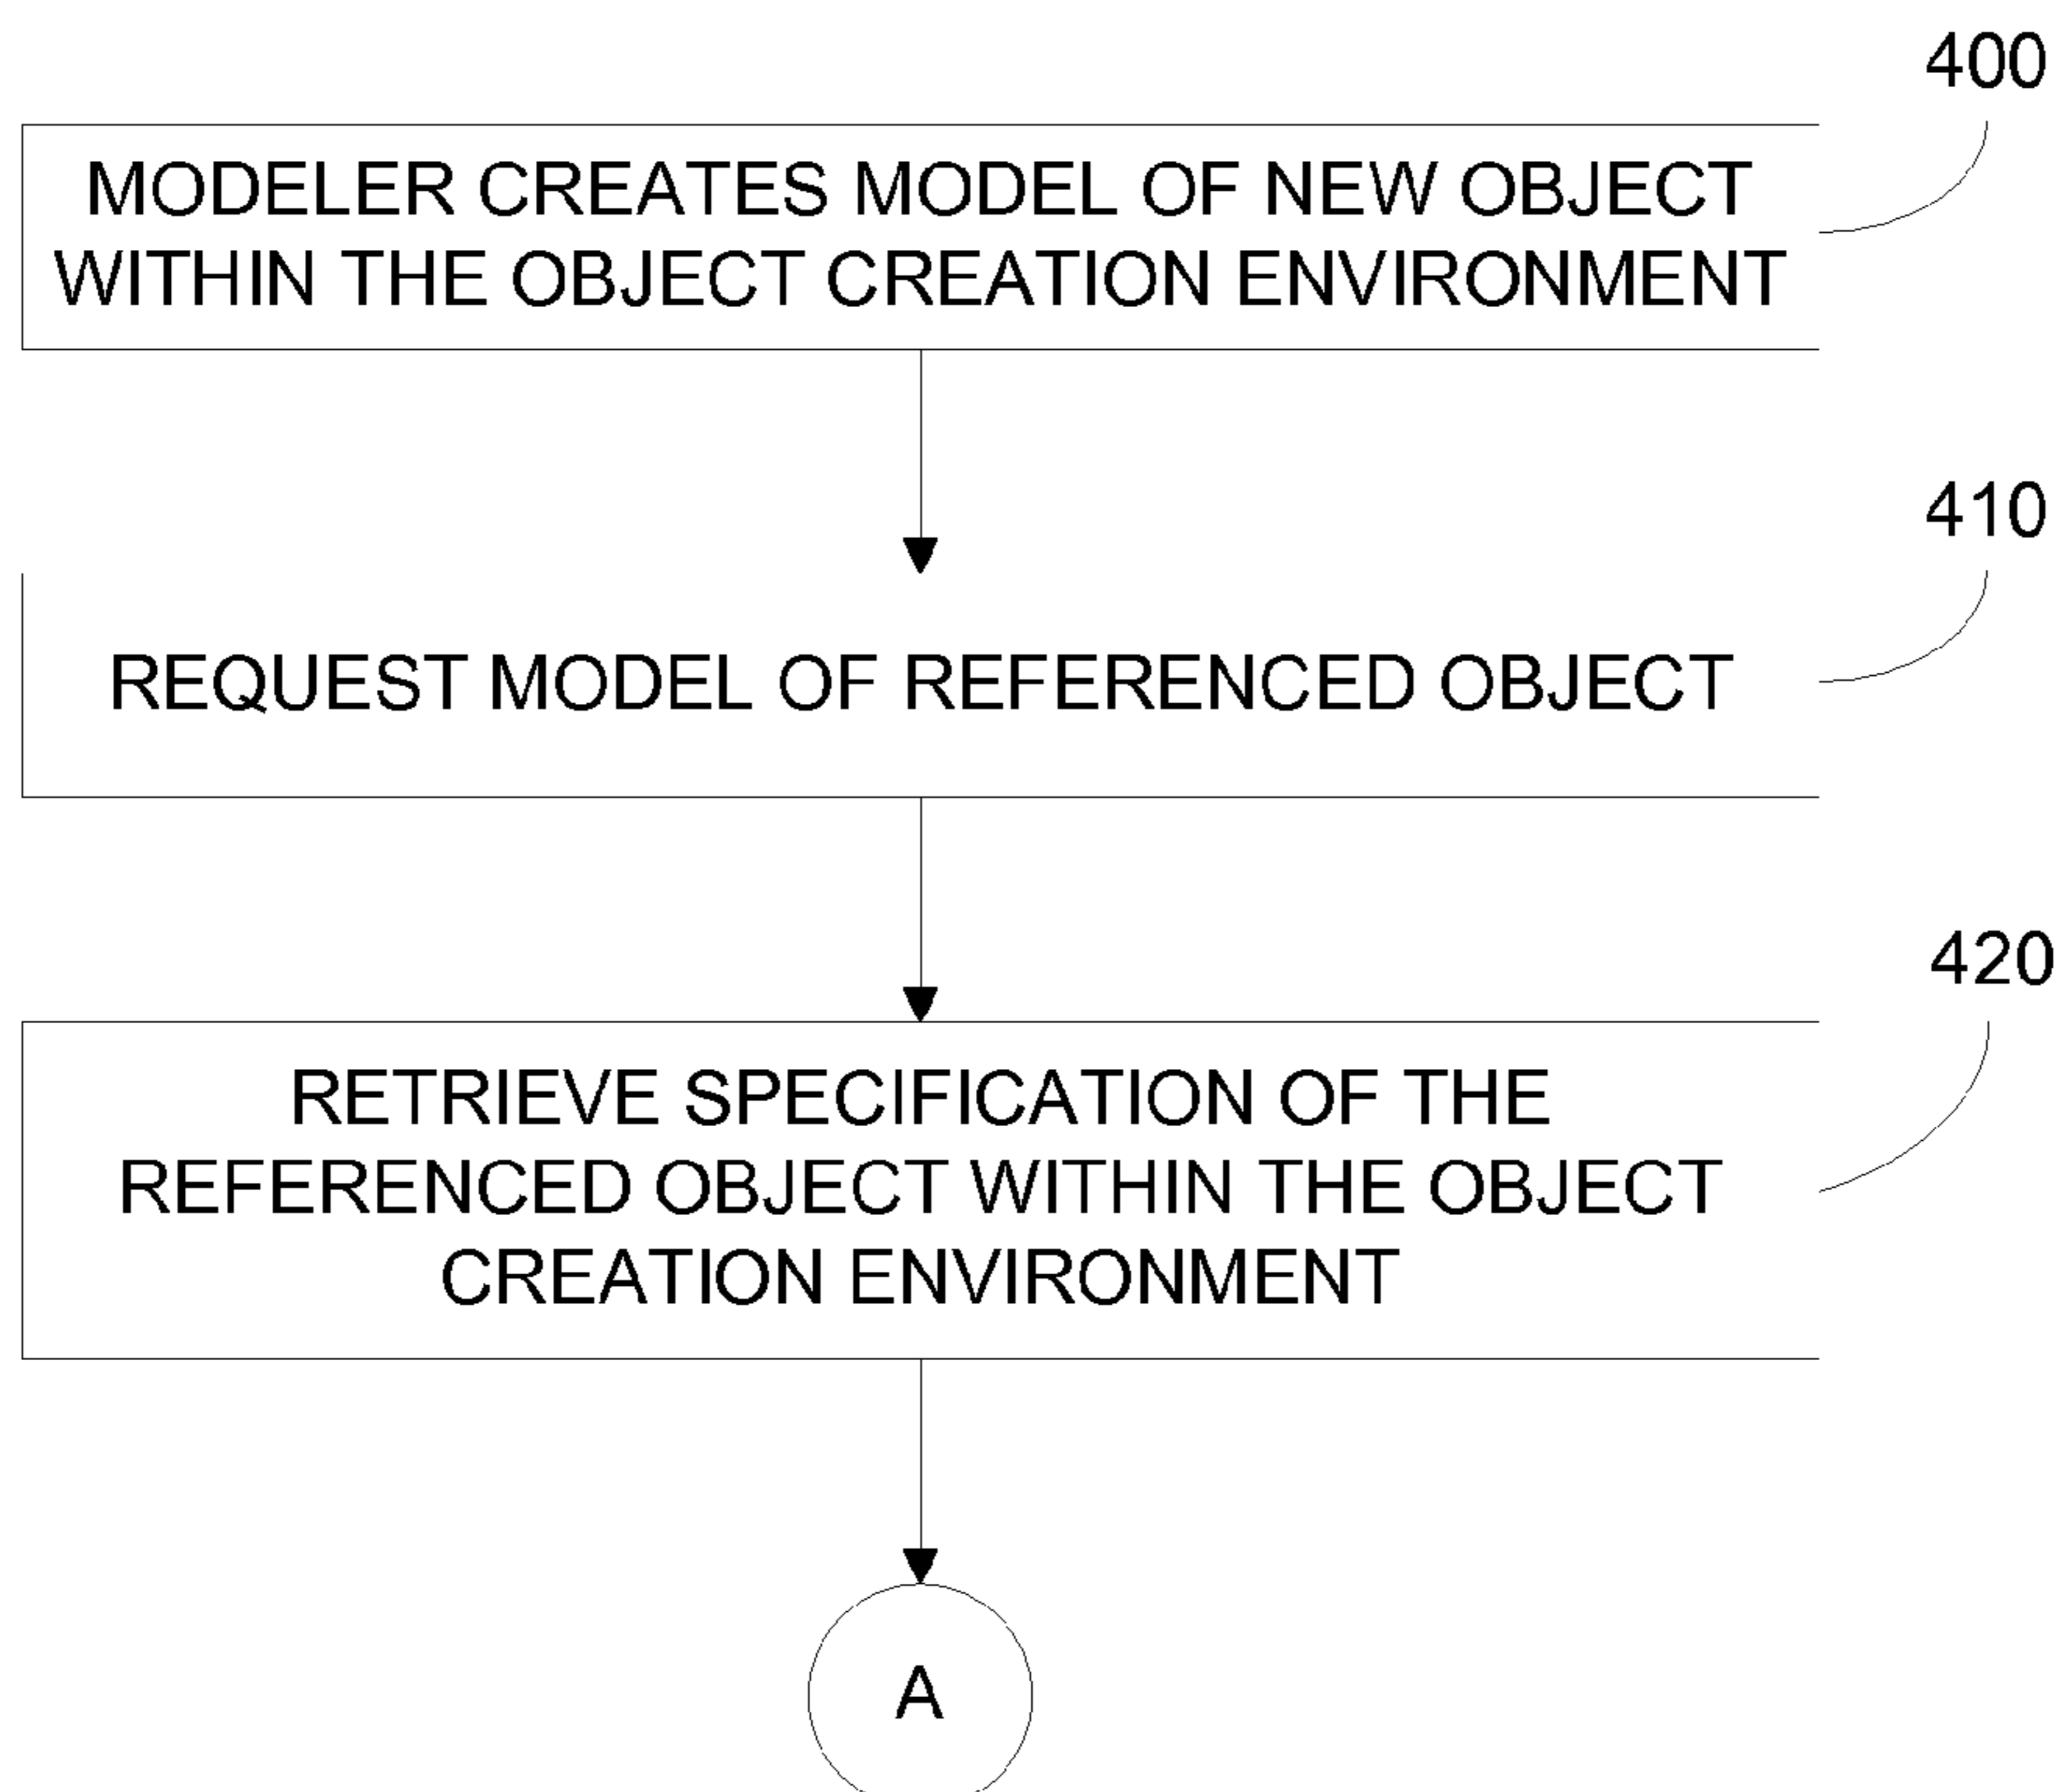 400
MODELER CREATES MODEL OF NEW OBJECT
WITHIN THE OBJECT CREATION ENVIRONMENT
410
REQUEST MODEL OF REFERENCED OBJECT
420
RETRIEVE SPECIFICATION OF THE
REFERENCED OBJECT WITHIN THE OBJECT
CREATION ENVIRONMENT
A